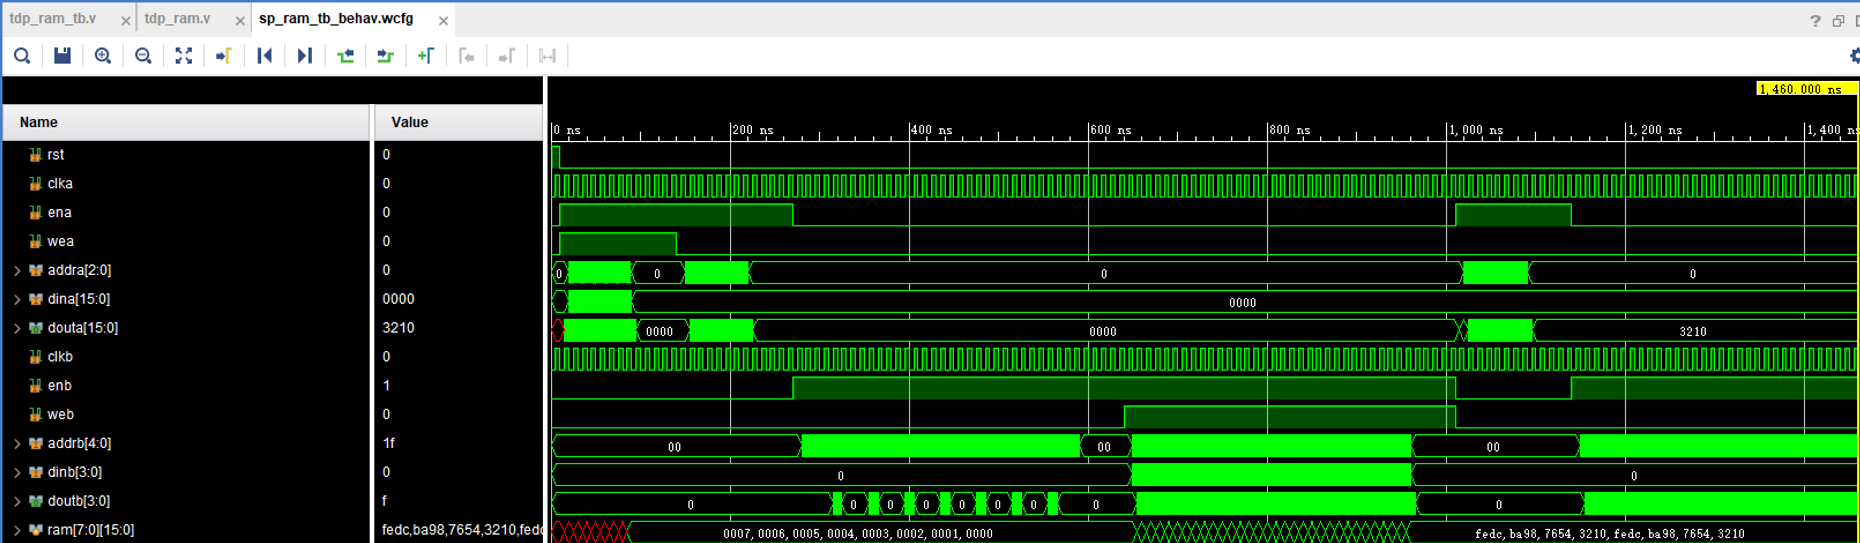 tdp_ram_tb.v × tdp_ram.v × sp_ram_tb_behav.wcfg × ?
1,460.000 ns
Name Value
0 ns 200 ns 400 ns 600 ns 800 ns 1,000 ns 1,200 ns 1,400 ns
rst 0
clka 0
ena 0
wea 0
addra[2:0] 0 0 0 0 0
dina[15:0] 0000 0000
douta[15:0] 3210 0000 0000 3210
clkb 0
enb 1
web 0
addrb[4:0] 1f 00 00 00
dinb[3:0] 0 0 0
doutb[3:0] f 0 0 0 0 0 0 0 0 0
ram[7:0][15:0] fedc,ba98,7654,3210,fedc 0007, 0006, 0005, 0004, 0003, 0002, 0001, 0000 fedc, ba98, 7654, 3210, fedc, ba98, 7654, 3210